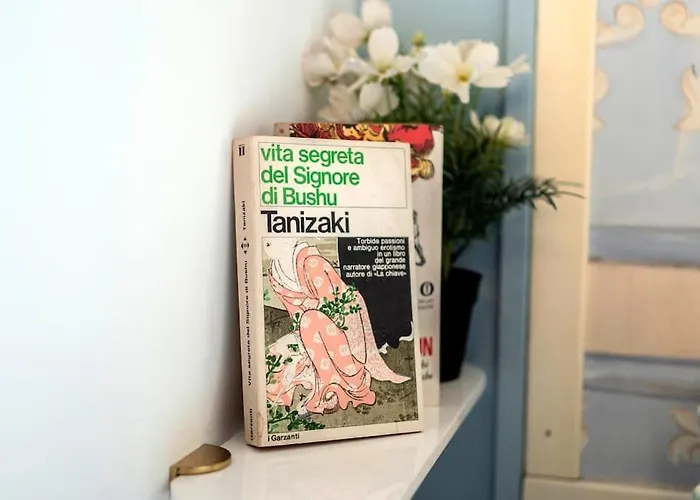 vita segreta
del Signore
di Bushu
Tanizaki
Torbide passioni
e ambiguo erotismo
in un libro
del grande
narratore giapponese
autore di «La chiave»
i Garzanti
Tanizaki
Vita segreta del Signore di Bushu
Garzanti